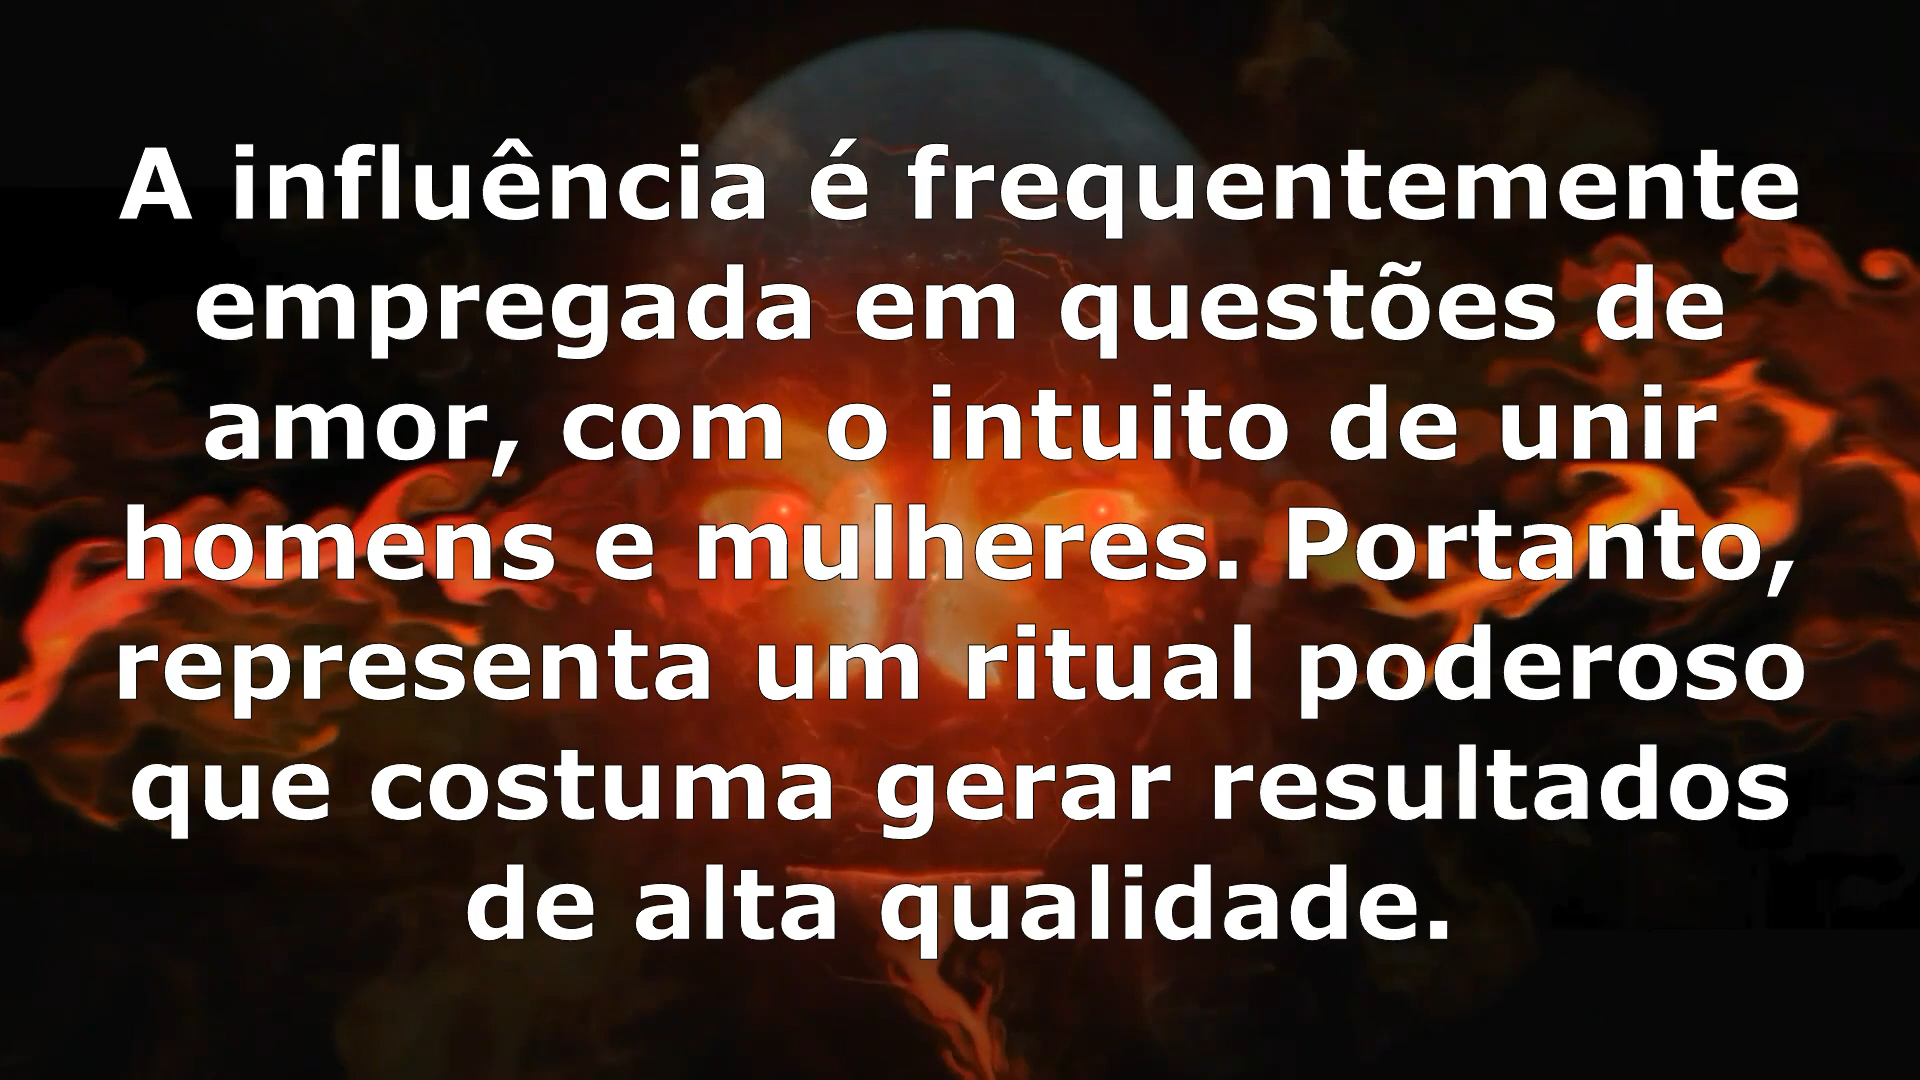 A influência é frequentemente
empregada em questões de
amor, com o intuito de unir
homens e mulheres. Portanto,
representa um ritual poderoso
que costuma gerar resultados
de alta qualidade.